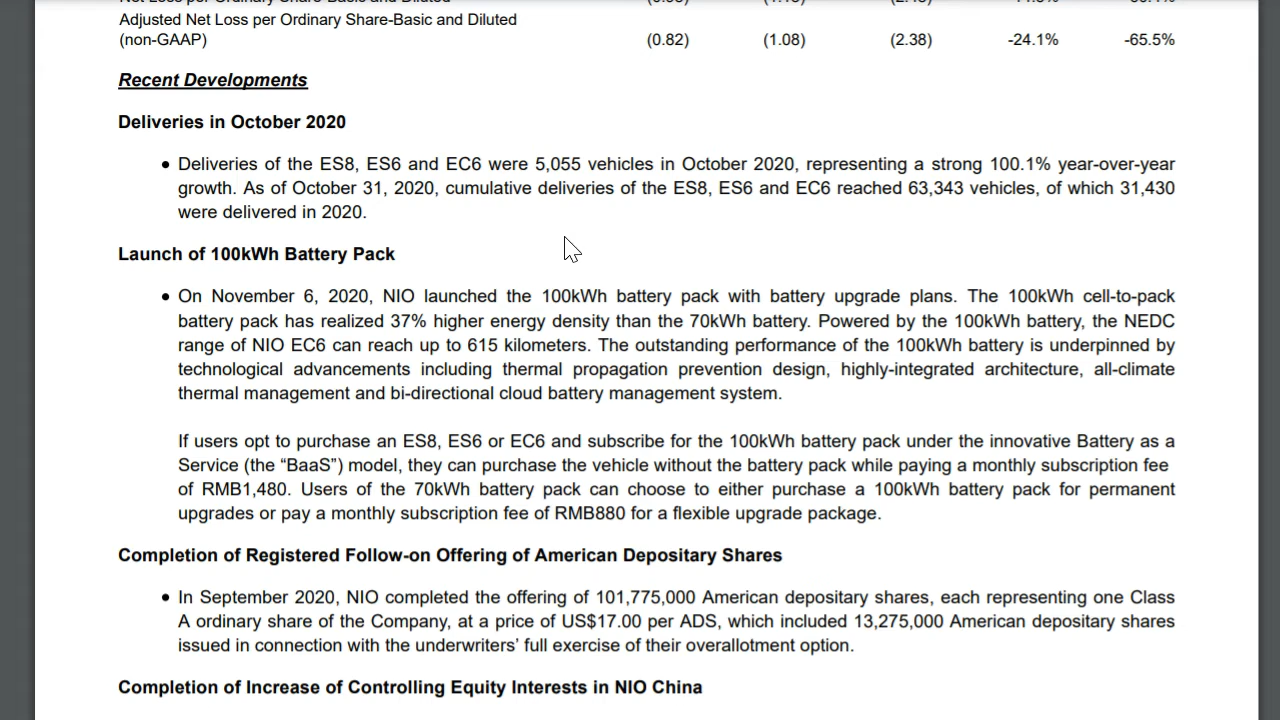 Adjusted Net Loss per Ordinary Share-Basic and Diluted
(non-GAAP) (0.82) (1.08) (2.38) -24.1% -65.5%
Recent Developments
Deliveries in October 2020
• Deliveries of the ES8, ES6 and EC6 were 5,055 vehicles in October 2020, representing a strong 100.1% year-over-year
growth. As of October 31, 2020, cumulative deliveries of the ES8, ES6 and EC6 reached 63,343 vehicles, of which 31,430
were delivered in 2020.
Launch of 100kWh Battery Pack
• On November 6, 2020, NIO launched the 100kWh battery pack with battery upgrade plans. The 100kWh cell-to-pack
battery pack has realized 37% higher energy density than the 70kWh battery. Powered by the 100kWh battery, the NEDC
range of NIO EC6 can reach up to 615 kilometers. The outstanding performance of the 100kWh battery is underpinned by
technological advancements including thermal propagation prevention design, highly-integrated architecture, all-climate
thermal management and bi-directional cloud battery management system.
If users opt to purchase an ES8, ES6 or EC6 and subscribe for the 100kWh battery pack under the innovative Battery as a
Service (the “BaaS”) model, they can purchase the vehicle without the battery pack while paying a monthly subscription fee
of RMB1,480. Users of the 70kWh battery pack can choose to either purchase a 100kWh battery pack for permanent
upgrades or pay a monthly subscription fee of RMB880 for a flexible upgrade package.
Completion of Registered Follow-on Offering of American Depositary Shares
• In September 2020, NIO completed the offering of 101,775,000 American depositary shares, each representing one Class
A ordinary share of the Company, at a price of US$17.00 per ADS, which included 13,275,000 American depositary shares
issued in connection with the underwriters’ full exercise of their overallotment option.
Completion of Increase of Controlling Equity Interests in NIO China